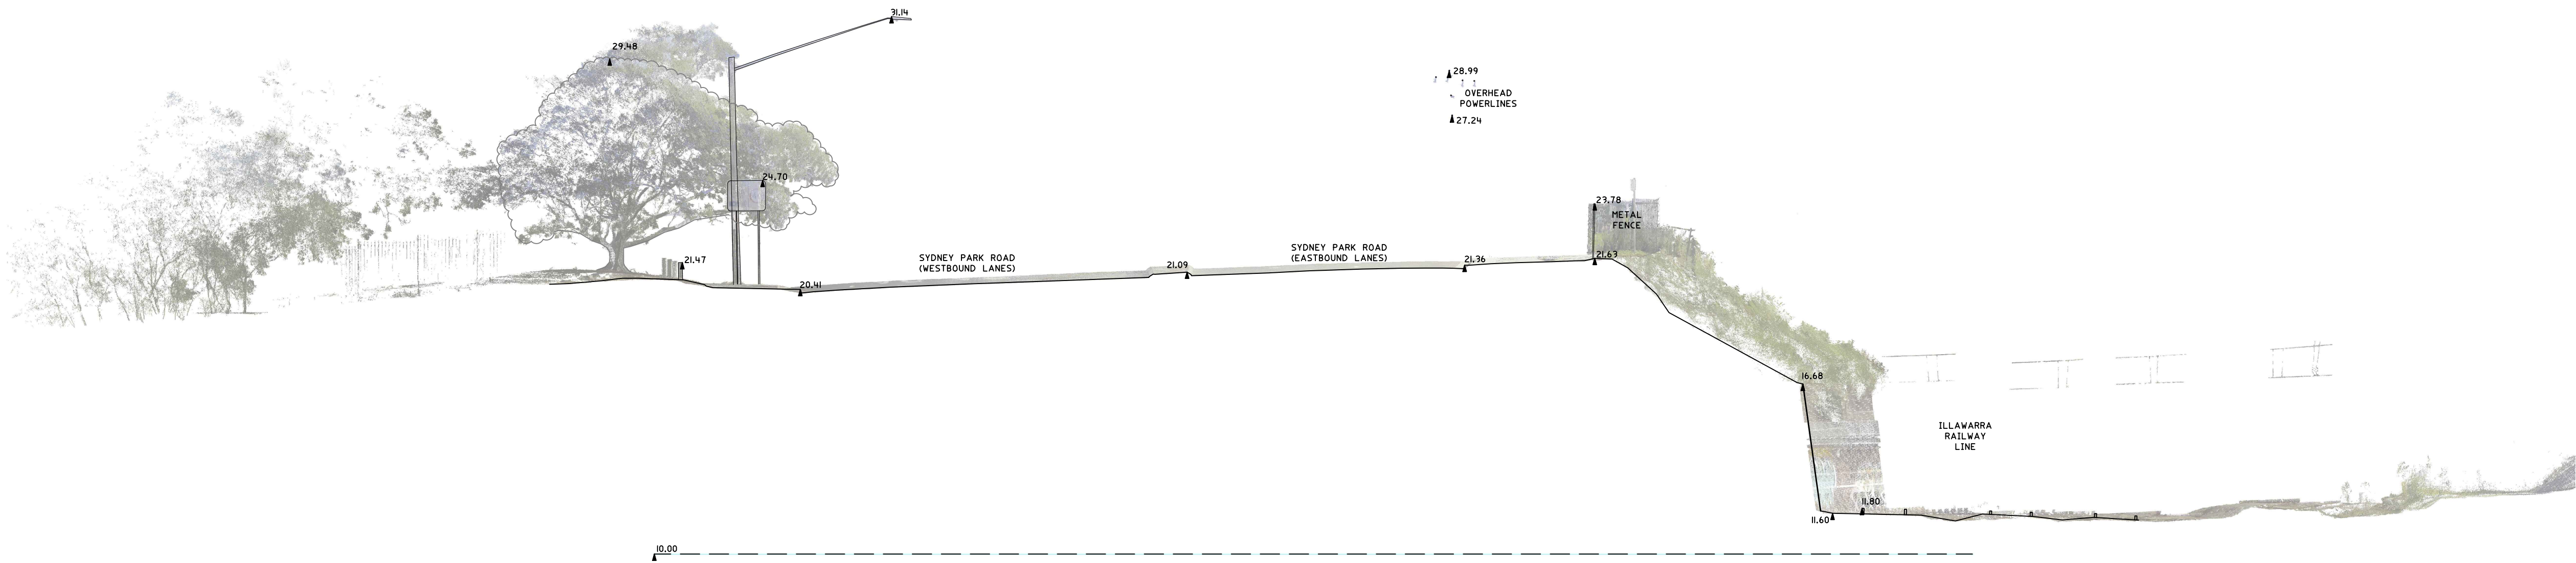 31.14
29.48
28.99
OVERHEAD
POWERLINES
27.24
24.70
23.78
METAL
FENCE
21.47
SYDNEY PARK ROAD
(WESTBOUND LANES)
20.41
21.09
SYDNEY PARK ROAD
(EASTBOUND LANES)
21.36
21.63
16.68
ILLAWARRA
RAILWAY
LINE
11.80
11.60
10.00